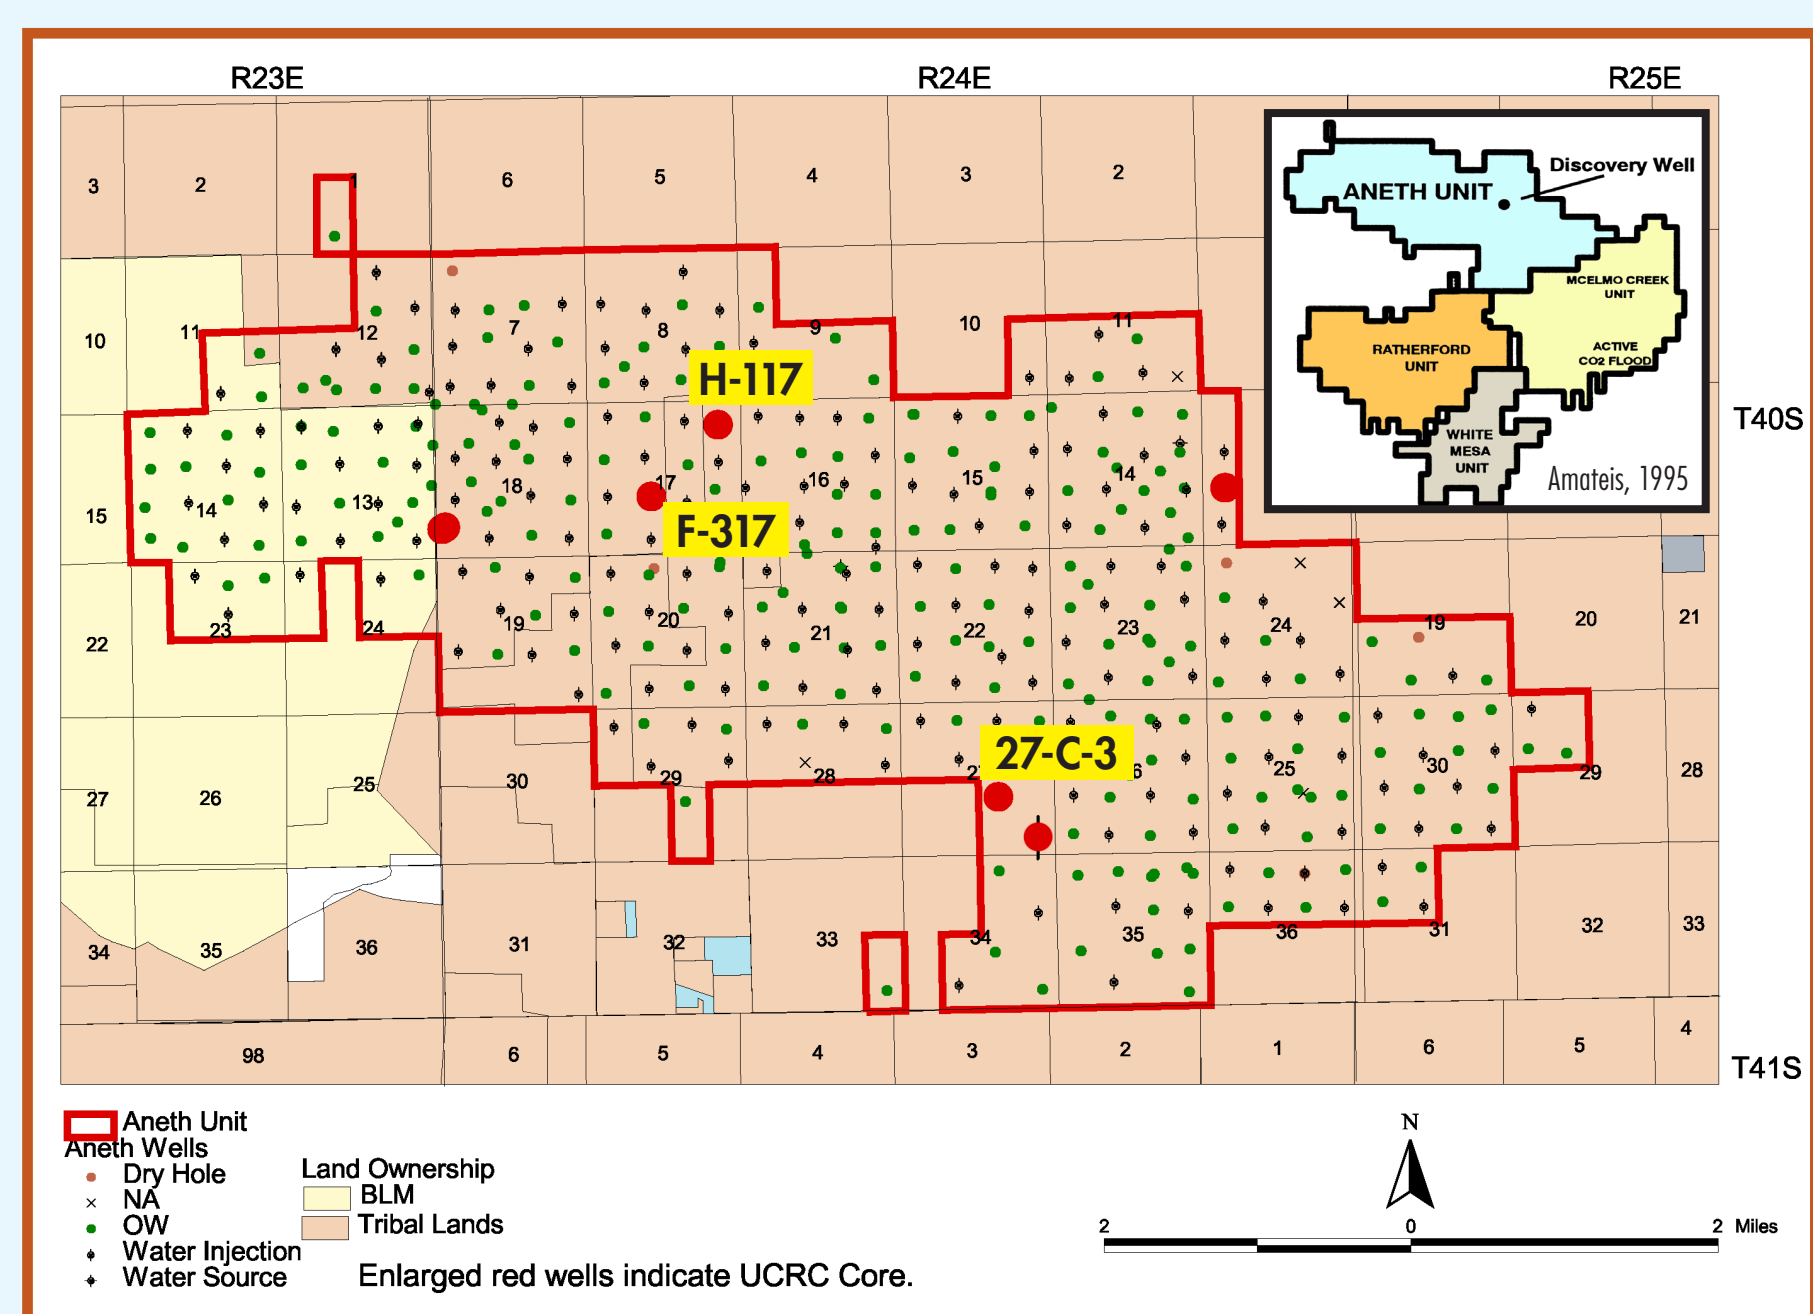 R23E R24E R25E
3 2 1 6 5 4 3 2
10 11 12 7 8 9 10 11
H-117
T40S
15 14 13 18 17 16 15 14
F-317
22 23 24 19 20 21 22 23 24 19 20 21
27-C-3
27 26 25 30 29 28 25 30 29 28
34 35 36 31 32 33 34 35 36 31 32 33
98 6 5 4 3 2 1 6 5 4
T41S
Discovery Well
ANETH UNIT
MCELMO CREEK
UNIT
RATHERFORD
UNIT
ACTIVE
CO2 FLOOD
WHITE
MESA
UNIT
Amateis, 1995
Aneth Unit
Aneth Wells
Dry Hole
NA
OW
Water Injection
Water Source
Land Ownership
BLM
Tribal Lands
Enlarged red wells indicate UCRC Core.
N
2 0 2 Miles